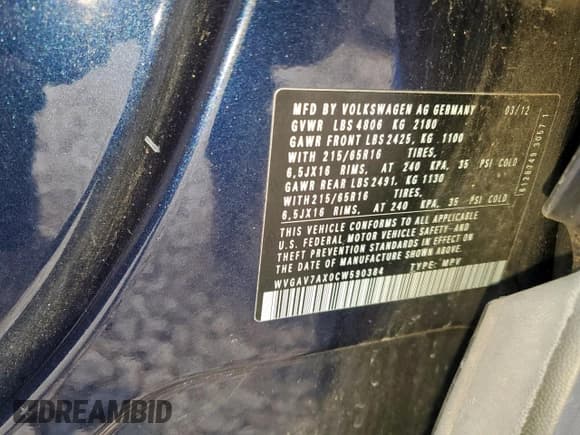 MFD BY VOLKSWAGEN AG GERMANY 03/12
GVWR LBS 4806 KG 2180
GAWR FRONT LBS 2425, KG 1100
WITH 215/65R16 TIRES,
6,5JX16 RIMS, AT 240 KPA, 35 PSI COLD
GAWR REAR LBS 2491, KG 1130
WITH 215/65R16 TIRES,
6,5JX16 RIMS, AT 240 KPA, 35 PSI COLD
THIS VEHICLE CONFORMS TO ALL APPLICABLE
U.S. FEDERAL MOTOR VEHICLE SAFETY-AND
THEFT PREVENTION STANDARDS IN EFFECT ON
THE DATE OF MANUFACTURE SHOWN ABOVE.
WVGAV7AX0CW590384 TYPE: MPV
DREAMBID